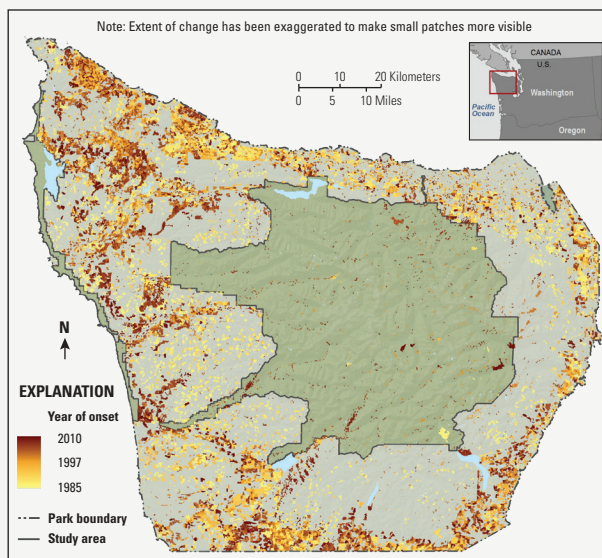 Note: Extent of change has been exaggerated to make small patches more visible
0 10 20 Kilometers
0 5 10 Miles
CANADA
U.S.
Pacific
Ocean
Washington
Oregon
N
EXPLANATION
Year of onset
2010
1997
1985
Park boundary
Study area